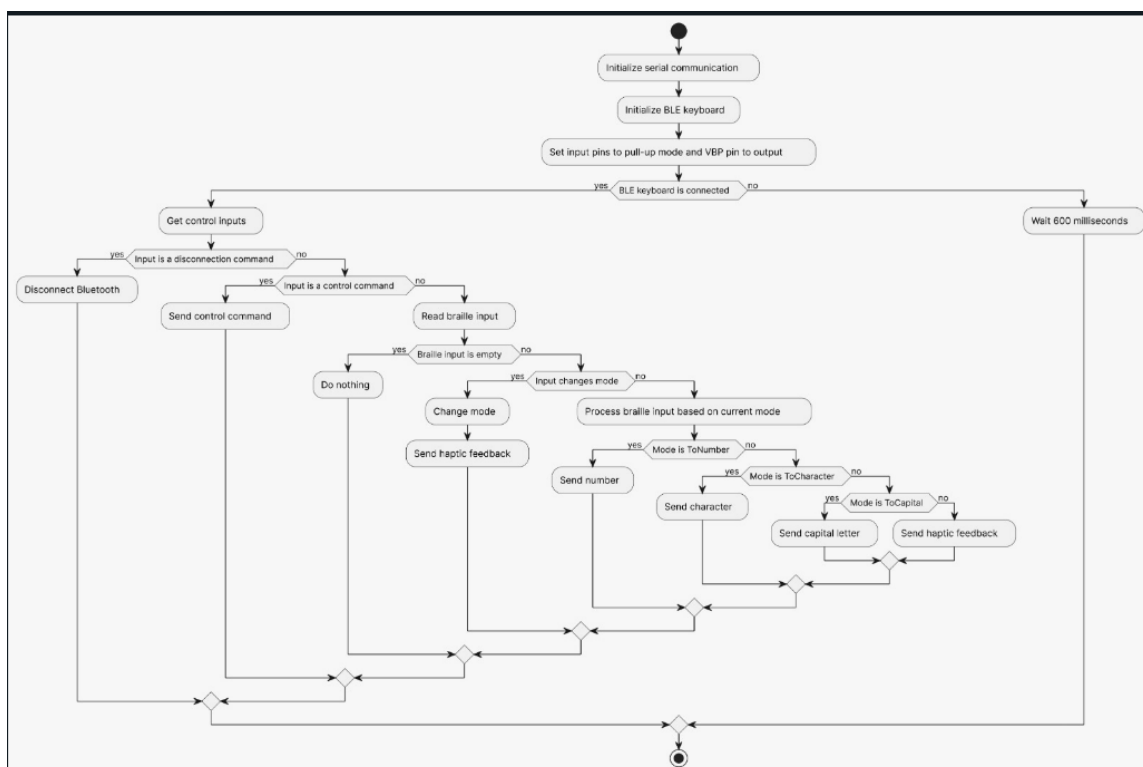 Initialize serial communication
Initialize BLE keyboard
Set input pins to pull-up mode and VBP pin to output
yes BLE keyboard is connected no
Get control inputs
Wait 600 milliseconds
yes Input is a disconnection command no
Disconnect Bluetooth
yes Input is a control command no
Send control command
Read braille input
yes Braille input is empty no
Do nothing
yes Input changes mode no
Change mode
Process braille input based on current mode
Send haptic feedback
yes Mode is ToNumber no
Send number
yes Mode is ToCharacter no
Send character
yes Mode is ToCapital no
Send capital letter
Send haptic feedback